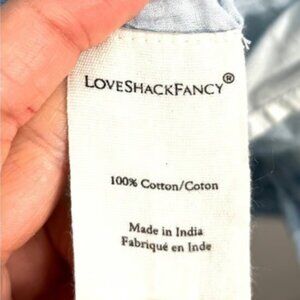 LOVESHACKFANCY®
100% Cotton/Coton
Made in India
Fabriqué en Inde